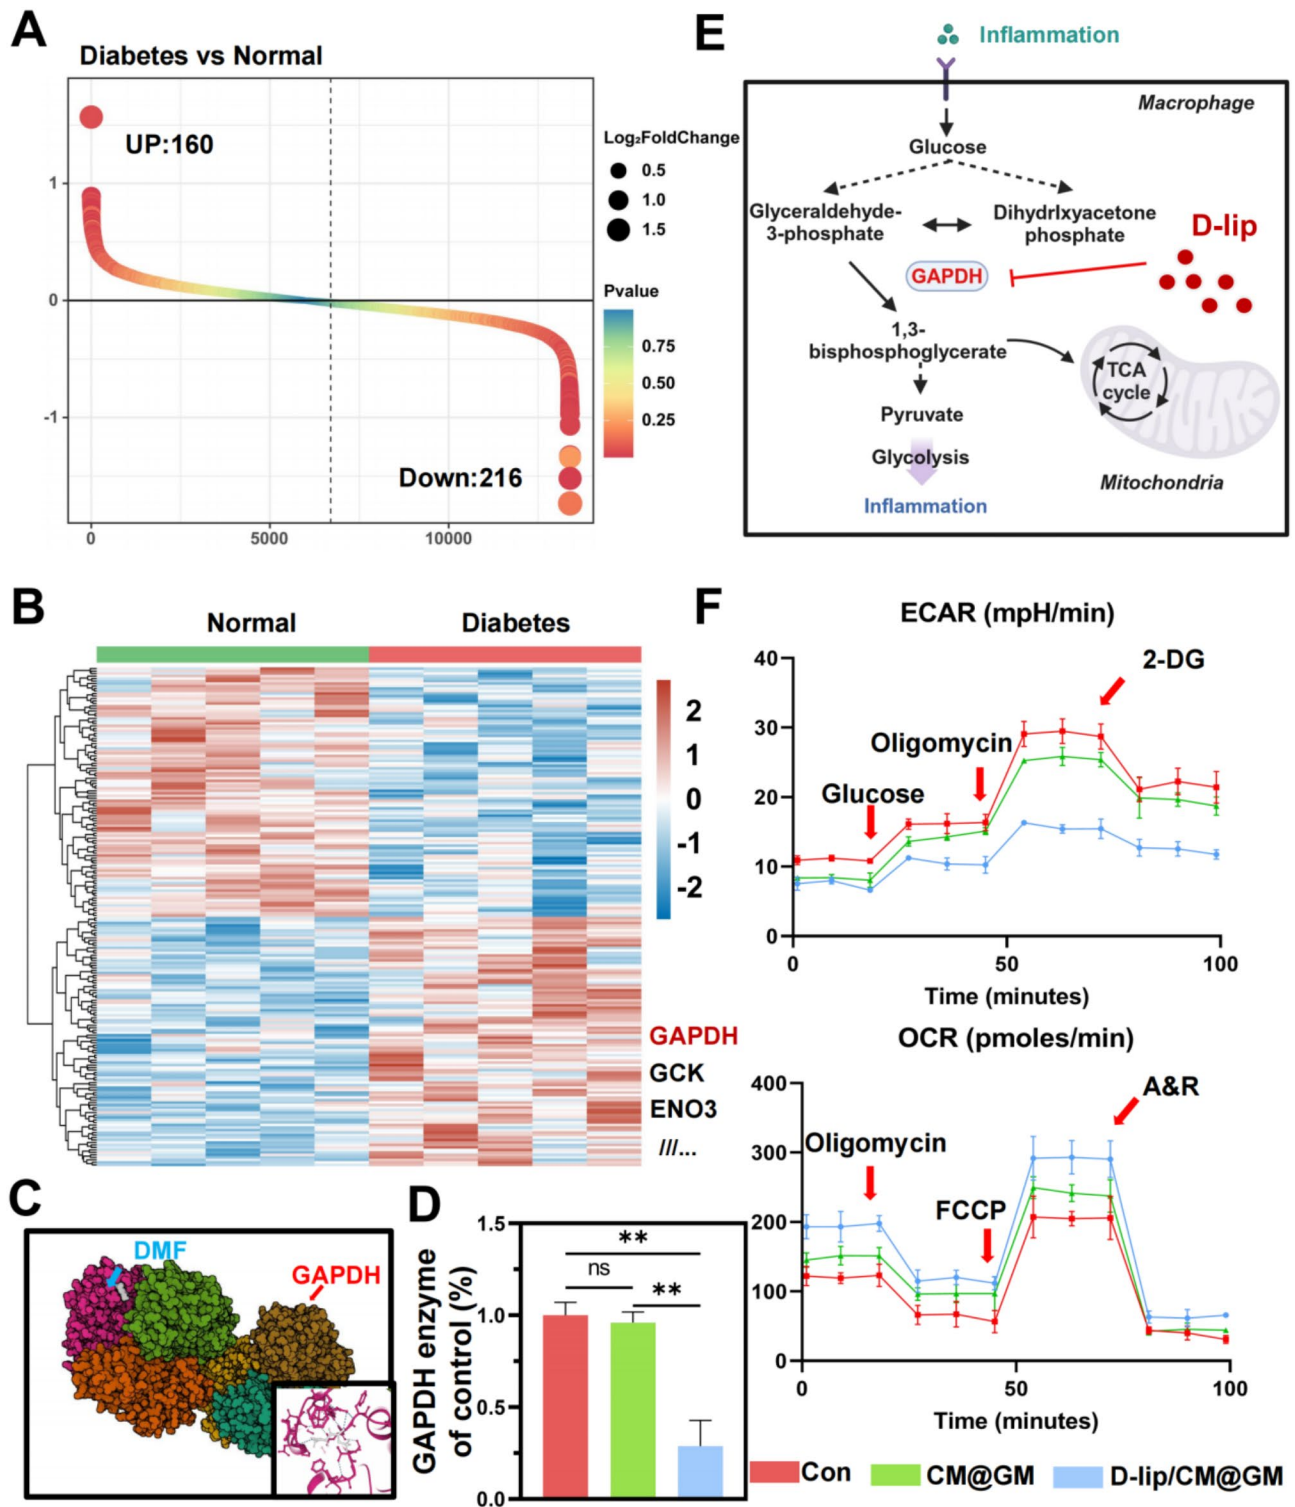 A
Diabetes vs Normal
UP:160
Down:216
1
0
-1
0
5000
10000
Log₂FoldChange
0.5
1.0
1.5
Pvalue
0.75
0.50
0.25
E
Inflammation
Macrophage
Glucose
Glyceraldehyde-
3-phosphate
Dihydrlxyacetone
phosphate
D-lip
GAPDH
1,3-
bisphosphoglycerate
TCA
cycle
Pyruvate
Glycolysis
Mitochondria
Inflammation
B
Normal
Diabetes
2
1
0
-1
-2
GAPDH
GCK
ENO3
///...
F
ECAR (mpH/min)
2-DG
Oligomycin
Glucose
40
30
20
10
0
0
50
100
Time (minutes)
OCR (pmoles/min)
A&R
Oligomycin
FCCP
400
300
200
100
0
0
50
100
Time (minutes)
C
DMF
GAPDH
D
GAPDH enzyme
of control (%)
1.5
1.0
0.5
0.0
**
ns
**
Con
CM@GM
D-lip/CM@GM